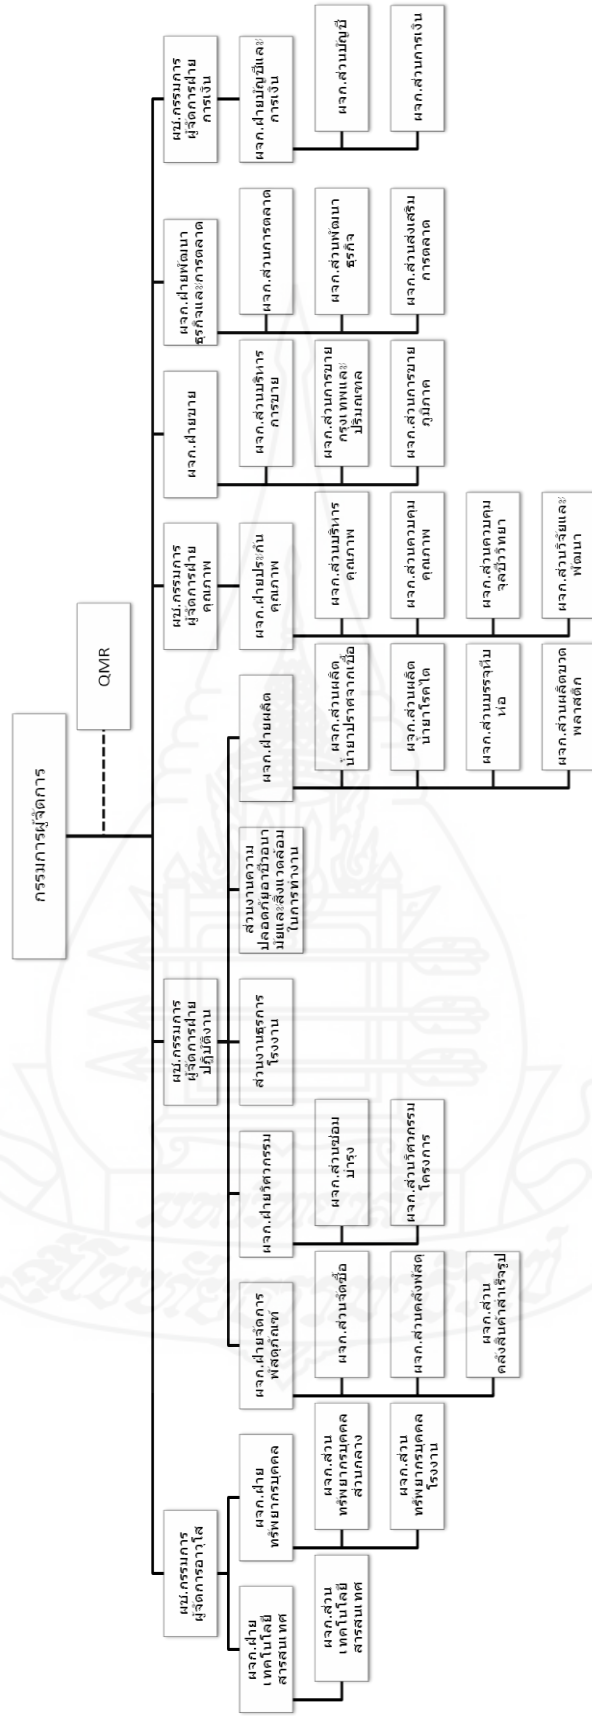 กรรมการผู้จัดการ
QMR
ผช.กรรมการ
ผู้จัดการอาวุโส
ผช.กรรมการ
ผู้จัดการฝ่าย
ปฏิบัติงาน
ผช.กรรมการ
ผู้จัดการฝ่าย
คุณภาพ
ผจก.ฝ่ายขาย
ผจก.ฝ่ายพัฒนา
ธุรกิจและการตลาด
ผช.กรรมการ
ผู้จัดการฝ่าย
การเงิน
ผจก.ฝ่าย
เทคโนโลยี
สารสนเทศ
ผจก.ส่วน
เทคโนโลยี
สารสนเทศ
ผจก.ฝ่าย
ทรัพยากรบุคคล
ผจก.ส่วน
ทรัพยากรบุคคล
ส่วนกลาง
ผจก.ส่วน
ทรัพยากรบุคคล
โรงงาน
ผจก.ฝ่ายจัดการ
พัสดุภัณฑ์
ผจก.ส่วนจัดซื้อ
ผจก.ส่วนคลังพัสดุ
ผจก.ส่วน
คลังสินค้าสำเร็จรูป
ผจก.ฝ่ายวิศวกรรม
ผจก.ส่วนซ่อม
บำรุง
ผจก.ส่วนวิศวกรรม
โครงการ
ส่วนงานธุรการ
โรงงาน
ส่วนงานความ
ปลอดภัยอาชีวอนา
มัยและสิ่งแวดล้อม
ในการทำงาน
ผจก.ฝ่ายผลิต
ผจก.ส่วนผลิต
น้ำยาปราศจากเชื้อ
ผจก.ส่วนผลิต
น้ำยาโรคไต
ผจก.ส่วนบรรจุหีบ
ห่อ
ผจก.ส่วนผลิตขวด
พลาสติก
ผจก.ฝ่ายประกัน
คุณภาพ
ผจก.ส่วนบริหาร
คุณภาพ
ผจก.ส่วนควบคุม
คุณภาพ
ผจก.ส่วนควบคุม
จุลชีววิทยา
ผจก.ส่วนวิจัยและ
พัฒนา
ผจก.ส่วนบริหาร
การขาย
ผจก.ส่วนการขาย
กรุงเทพและ
ปริมณฑล
ผจก.ส่วนการขาย
ภูมิภาค
ผจก.ส่วนการตลาด
ผจก.ส่วนพัฒนา
ธุรกิจ
ผจก.ส่วนส่งเสริม
การตลาด
ผจก.ฝ่ายบัญชีและ
การเงิน
ผจก.ส่วนบัญชี
ผจก.ส่วนการเงิน